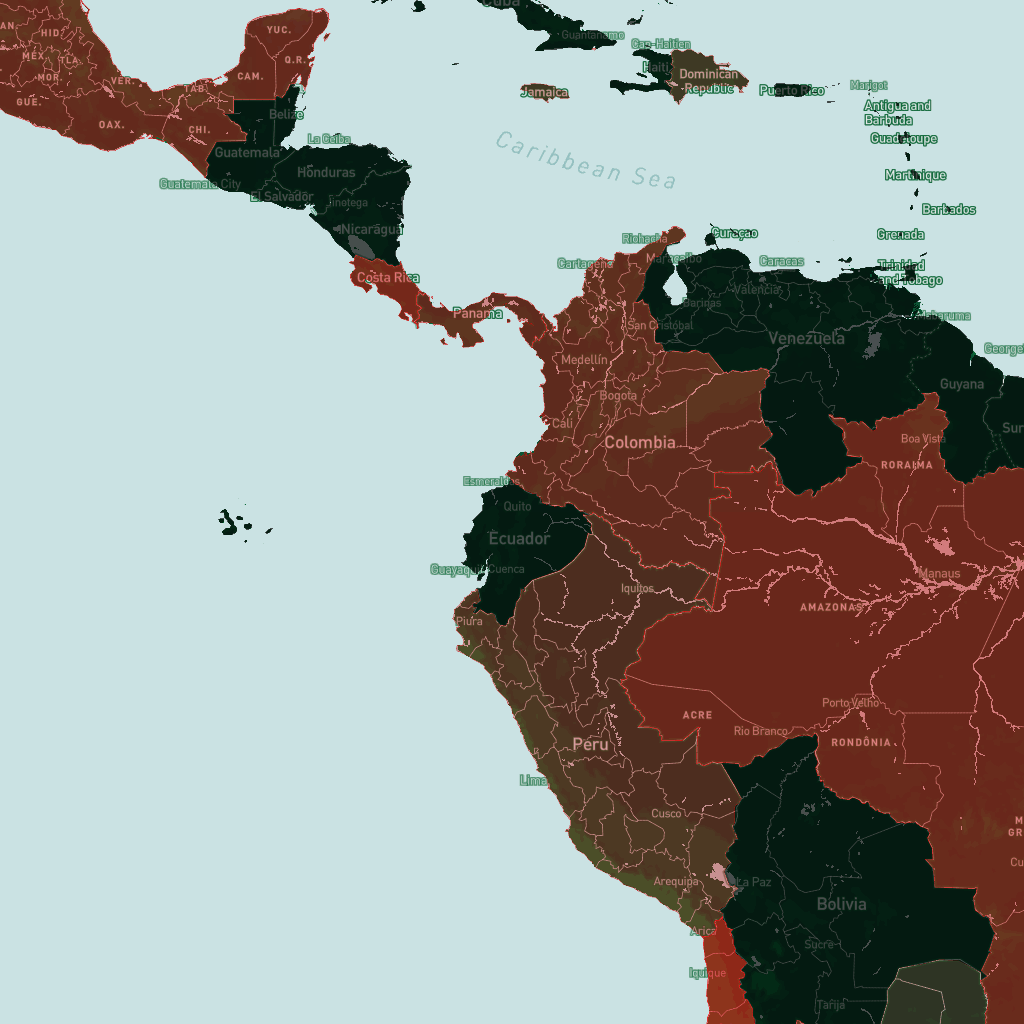 Cuba
YUC.
AN.
HID.
Guantánamo
Cap-Haïtien
MEX.
TLA.
Q.R.
Haiti
MOR.
VER.
CAM.
Dominican
Republic
TAB.
Jamaica
Puerto Rico
Marigot
GUE.
Antigua and
Barbuda
OAX.
CHI.
Belize
La Ceiba
Guadeloupe
Guatemala
Caribbean Sea
Honduras
Martinique
Guatemala City
El Salvador
Jinotega
Barbados
Nicaragua
Riohacha
Curaçao
Grenada
Cartagena
Maracaibo
Caracas
Trinidad
and Tobago
Costa Rica
Valencia
Barinas
Panama
San Cristóbal
Mabaruma
Venezuela
Medellín
George
Guyana
Bogota
Cali
Sur
Colombia
Boa Vista
RORAIMA
Esmeraldas
Quito
Ecuador
Guayaquil
Cuenca
Iquitos
Manaus
AMAZONAS
Piura
ACRE
Porto Velho
Rio Branco
Peru
RONDÔNIA
Lima
Cusco
M
GR
Cu
Arequipa
La Paz
Bolivia
Arica
Sucre
Iquique
Tarija